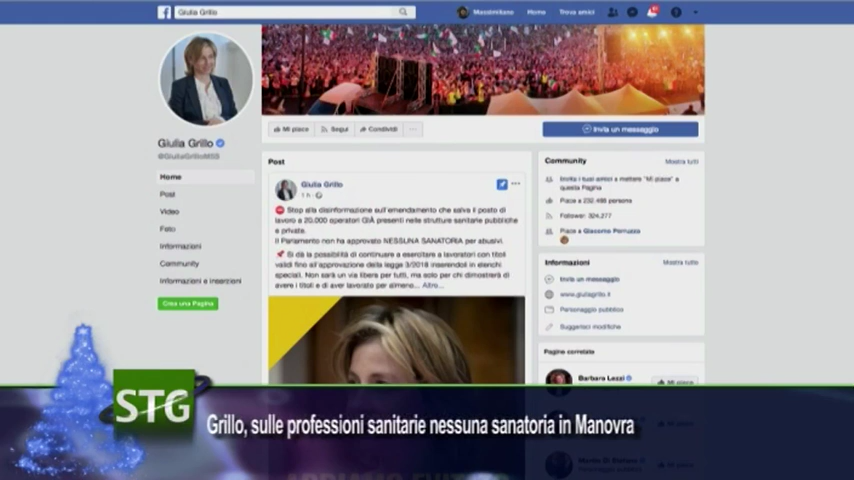 Giulia Grillo
Massimiliano
Home
Trova amici
Giulia Grillo
@GiuliaGrilloM5S
Home
Post
Video
Foto
Informazioni
Community
Informazioni e inserzioni
Crea una Pagina
Mi piace
Segui
Condividi
Invia un messaggio
Post
Giulia Grillo
1 h
Stop alla disinformazione sull'emendamento che salva il posto di
lavoro a 20.000 operatori GIÀ presenti nelle strutture sanitarie pubbliche
e private.
Il Parlamento non ha approvato NESSUNA SANATORIA per abusivi.
Si dà la possibilità di continuare a esercitare a lavoratori con titoli
validi fino all'approvazione della legge 3/2018 inserendoli in elenchi
speciali. Non sarà un via libera per tutti, ma solo per chi dimostrerà di
avere i titoli e di aver lavorato per almeno... Altro...
Community
Mostra tutti
Invita i tuoi amici a mettere "Mi piace" a
questa Pagina
Piace a 232.488 persone
Follower: 324.277
Piace a Giacomo Perruzza
Informazioni
Mostra tutto
Invia un messaggio
www.giuliagrillo.it
Personaggio pubblico
Suggerisci modifiche
Pagine correlate
Barbara Lezzi
Mi piace
STG
Grillo, sulle professioni sanitarie nessuna sanatoria in Manovra